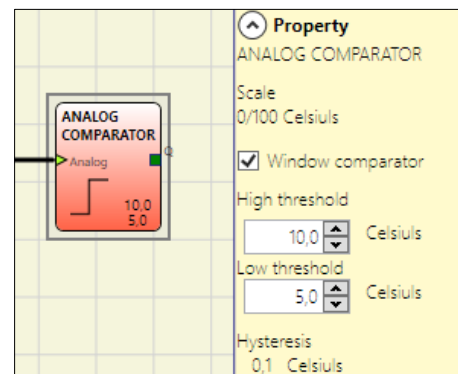 ANALOG
COMPARATOR
Analog
Q
10,0
5,0
Property
ANALOG COMPARATOR
Scale
0/100 Celsiuls
Window comparator
High threshold
10,0 Celsiuls
Low threshold
5,0 Celsiuls
Hysteresis
0,1 Celsiuls